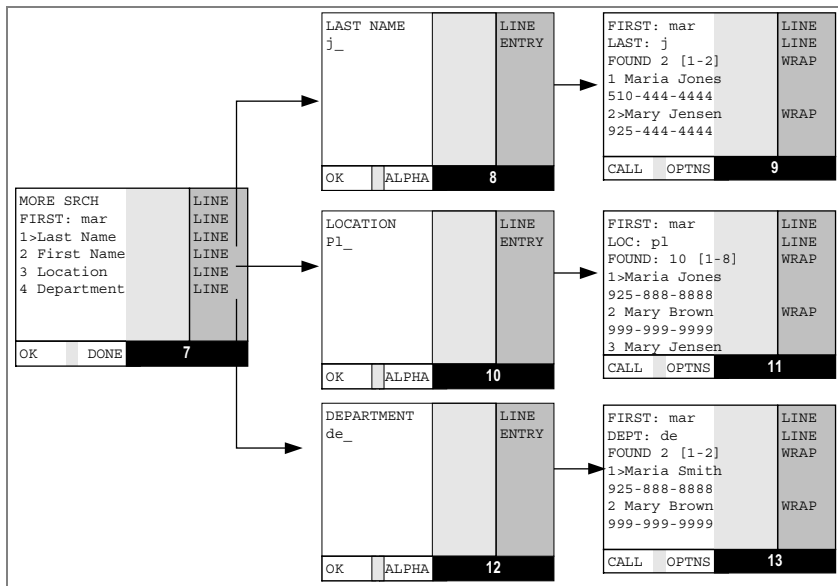 MORE SRCH LINE
FIRST: mar LINE
1>Last Name LINE
2 First Name LINE
3 Location LINE
4 Department LINE
OK DONE 7
LAST NAME LINE
j_ ENTRY
OK ALPHA 8
FIRST: mar LINE
LAST: j LINE
FOUND 2 [1-2] WRAP
1 Maria Jones
510-444-4444
2>Mary Jensen WRAP
925-444-4444
CALL OPTNS 9
LOCATION LINE
Pl_ ENTRY
OK ALPHA 10
FIRST: mar LINE
LOC: pl LINE
FOUND: 10 [1-8] WRAP
1>Maria Jones
925-888-8888
2 Mary Brown WRAP
999-999-9999
3 Mary Jensen
CALL OPTNS 11
DEPARTMENT LINE
de_ ENTRY
OK ALPHA 12
FIRST: mar LINE
DEPT: de LINE
FOUND 2 [1-2] WRAP
1>Maria Smith
925-888-8888
2 Mary Brown WRAP
999-999-9999
CALL OPTNS 13